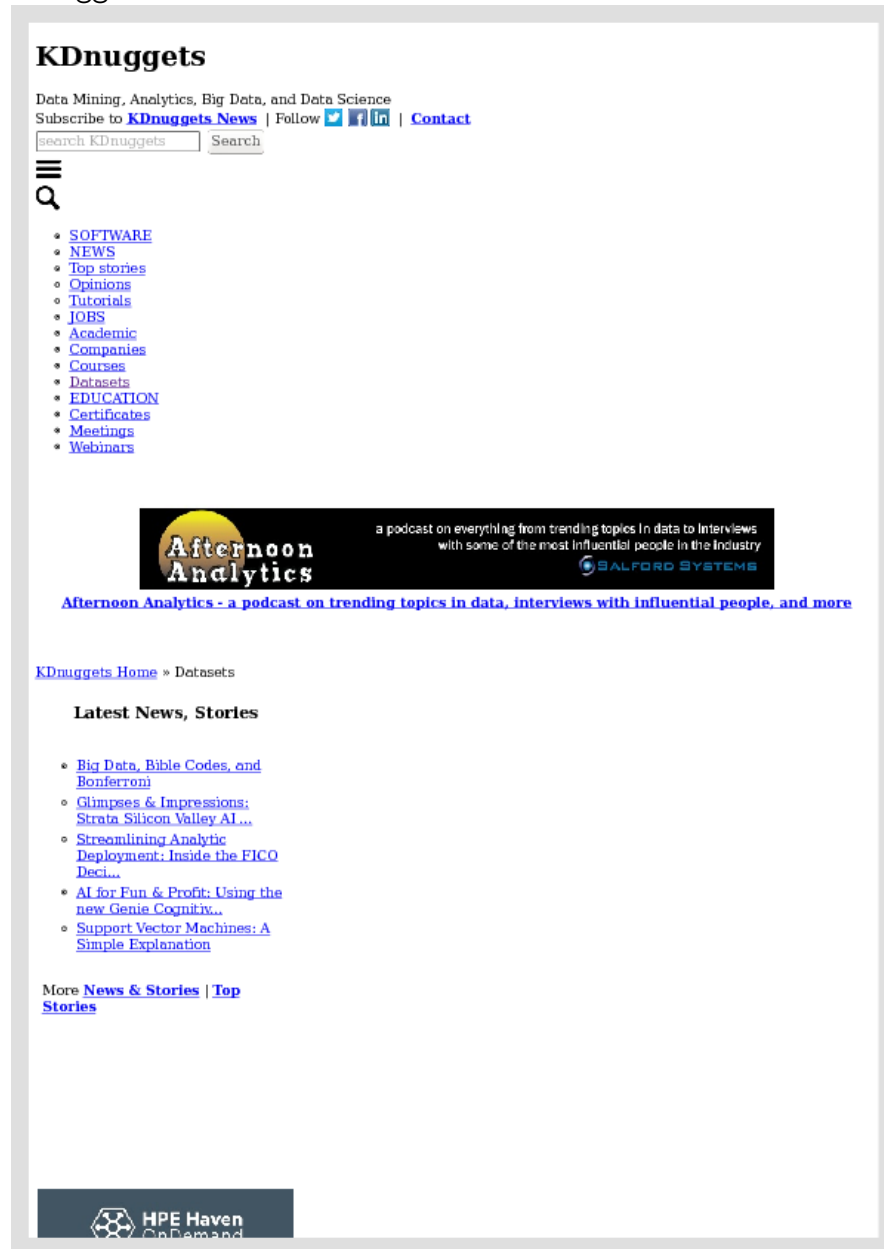 KDnuggets
Data Mining, Analytics, Big Data, and Data Science
Subscribe to KDnuggets News | Follow | Contact
search KDnuggets Search
SOFTWARE
NEWS
Top stories
Opinions
Tutorials
JOBS
Academic
Companies
Courses
Datasets
EDUCATION
Certificates
Meetings
Webinars
Afternoon
Analytics
a podcast on everything from trending topics in data to interviews
with some of the most influential people in the industry
SALFORD SYSTEMS
Afternoon Analytics - a podcast on trending topics in data, interviews with influential people, and more
KDnuggets Home » Datasets
Latest News, Stories
Big Data, Bible Codes, and
Bonferroni
Glimpses & Impressions:
Strata Silicon Valley AI ...
Streamlining Analytic
Deployment: Inside the FICO
Deci...
AI for Fun & Profit: Using the
new Genie Cognitiv...
Support Vector Machines: A
Simple Explanation
More News & Stories | Top
Stories
HPE Haven
OnDemand